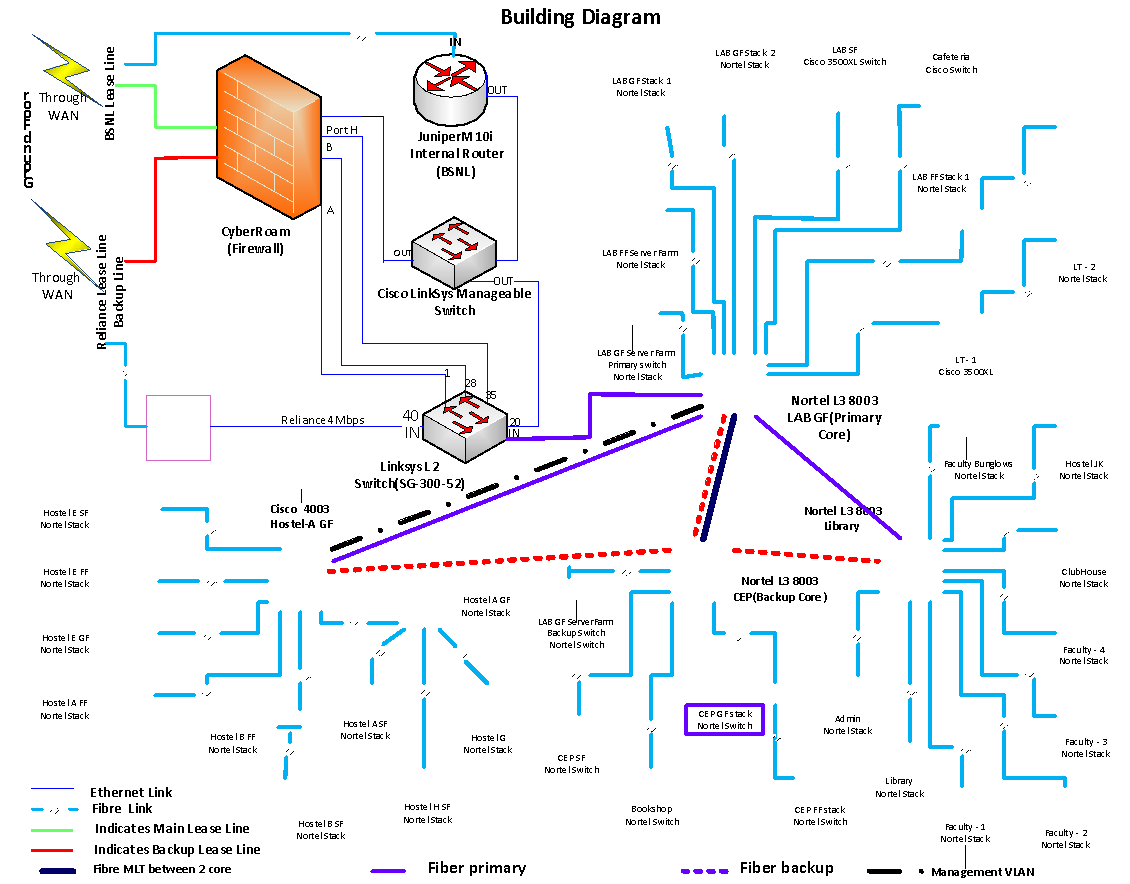 Building Diagram
IN
Through
WAN
BSNL Lease Line
OUT
Port H
B
A
JuniperM10i
Internal Router
(BSNL)
CyberRoam
(Firewall)
OUT
OUT
Cisco LinkSys Manageable
Switch
Through
WAN
Reliance Lease Line
Backup Line
1
28
35
40
IN
20
IN
Reliance 4 Mbps
Linksys L2
Switch(SG-300-52)
LAB GF Stack 1
Nortel Stack
LAB GF Stack 2
Nortel Stack
LAB SF
Cisco 3500XL Switch
Cafeteria
Cisco Switch
LAB FF Stack 1
Nortel Stack
LAB FF Server Farm
Nortel Stack
LT - 2
Nortel Stack
LAB GF Server Farm
Primary switch
Nortel Stack
LT - 1
Cisco 3500XL
Nortel L3 8003
LAB GF(Primary
Core)
Faculty Bunglows
Nortel Stack
Hostel JK
Nortel Stack
Cisco 4003
Hostel-A GF
Nortel L3 8003
Library
Hostel E SF
Nortel Stack
Hostel E FF
Nortel Stack
Nortel L3 8003
CEP(Backup Core)
ClubHouse
Nortel Stack
Hostel A GF
Nortel Stack
LAB GF Server Farm
Backup Switch
Nortel Switch
Hostel E GF
Nortel Stack
Faculty - 4
Nortel Stack
Hostel A FF
Nortel Stack
Hostel B FF
Nortel Stack
Hostel A SF
Nortel Stack
Hostel G
Nortel Stack
CEP SF
Nortel Switch
CEP GF stack
Nortel Switch
Admin
Nortel Stack
Faculty - 3
Nortel Stack
Library
Nortel Stack
Hostel B SF
Nortel Stack
Hostel H SF
Nortel Stack
Bookshop
Nortel Switch
CEP FF stack
Nortel Switch
Faculty - 1
Nortel Stack
Faculty - 2
Nortel Stack
Ethernet Link
Fibre Link
Indicates Main Lease Line
Indicates Backup Lease Line
Fibre MLT between 2 core
Fiber primary
Fiber backup
Management VLAN